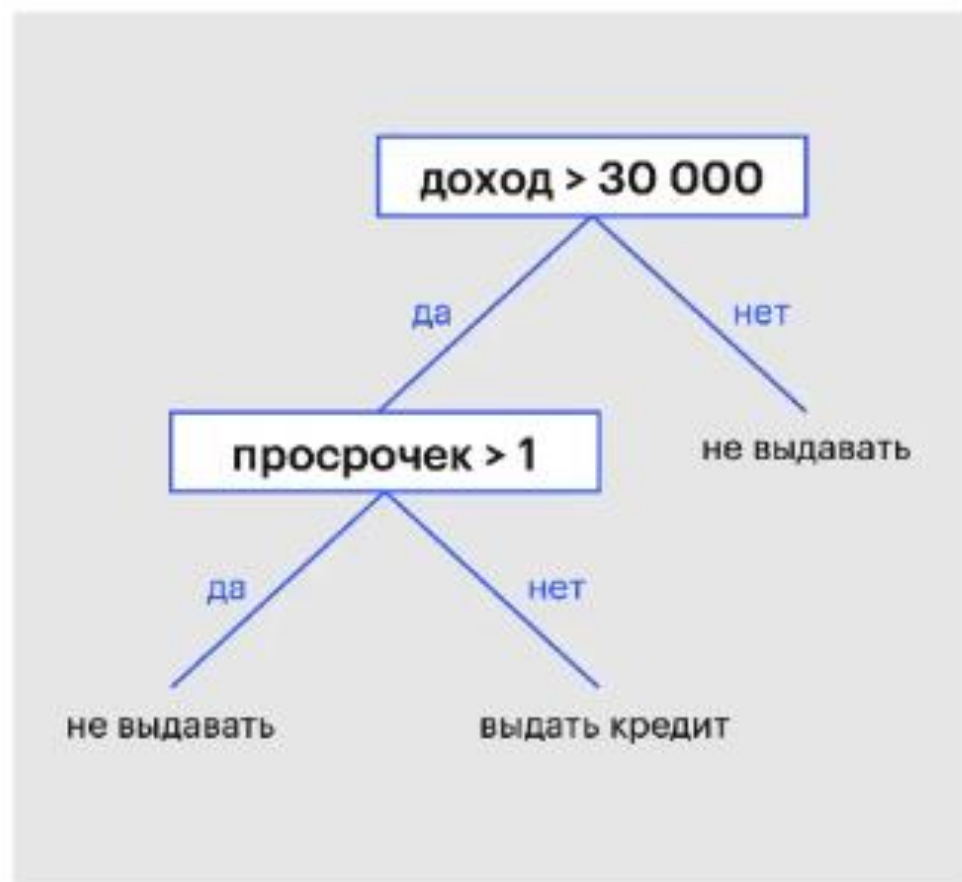 доход > 30 000
да
нет
просрочек > 1
не выдавать
да
нет
не выдавать
выдать кредит